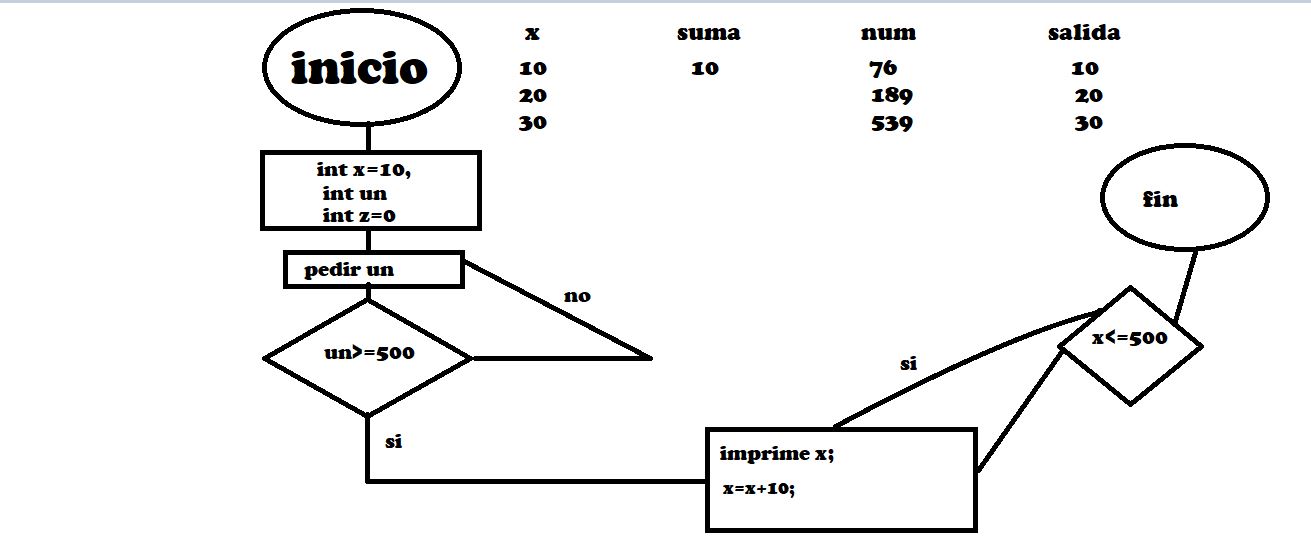 inicio
x suma num salida
10 10 76 10
20 189 20
30 539 30
int x=10,
int un
int z=0
fin
pedir un
no
un>=500
x<=500
si
si
imprime x;
x=x+10;